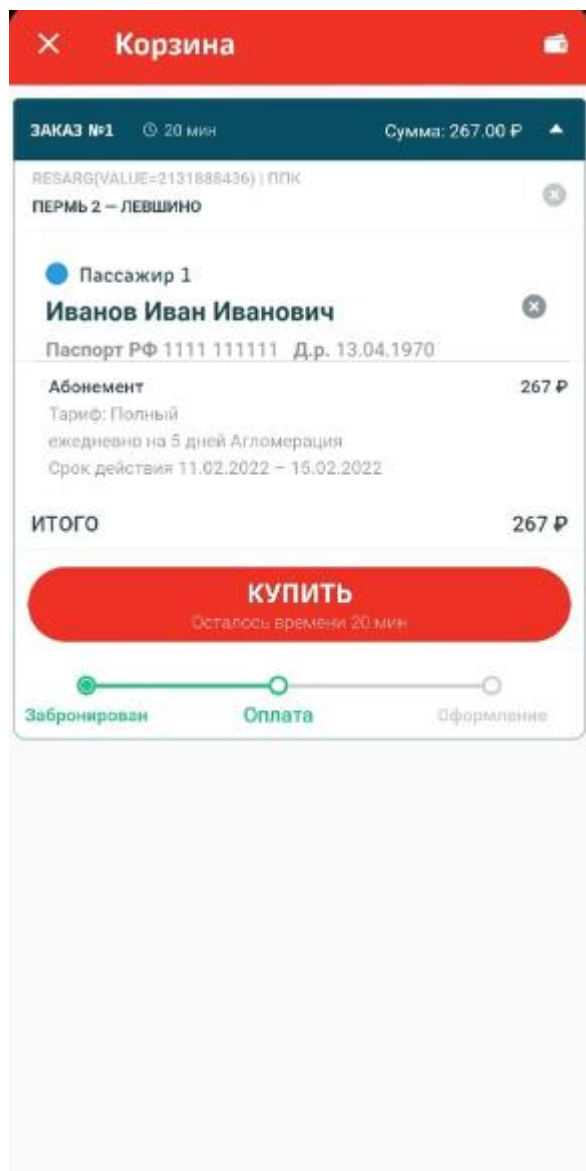 Корзина
ЗАКАЗ №1 20 мин Сумма: 267.00 ₽
RESARG(VALUE=2131888436) | ППК
ПЕРМЬ 2 – ЛЕВШИНО
Пассажир 1
Иванов Иван Иванович
Паспорт РФ 1111 111111 Д.р. 13.04.1970
Абонемент 267 ₽
Тариф: Полный
ежедневно на 5 дней Агломерация
Срок действия 11.02.2022 – 15.02.2022
ИТОГО 267 ₽
КУПИТЬ
Осталось времени 20 мин
Забронирован Оплата Оформление